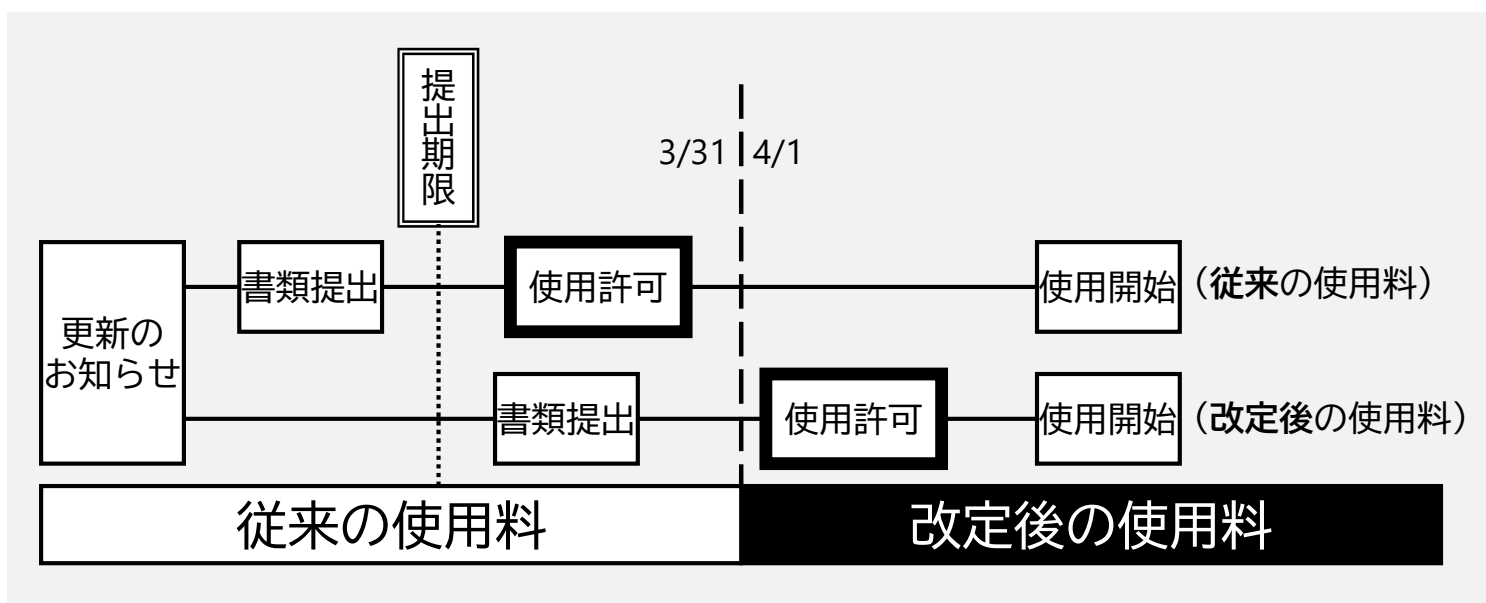 提出期限
3/31
4/1
更新の
お知らせ
書類提出
使用許可
使用開始
（従来の使用料）
書類提出
使用許可
使用開始
（改定後の使用料）
従来の使用料
改定後の使用料